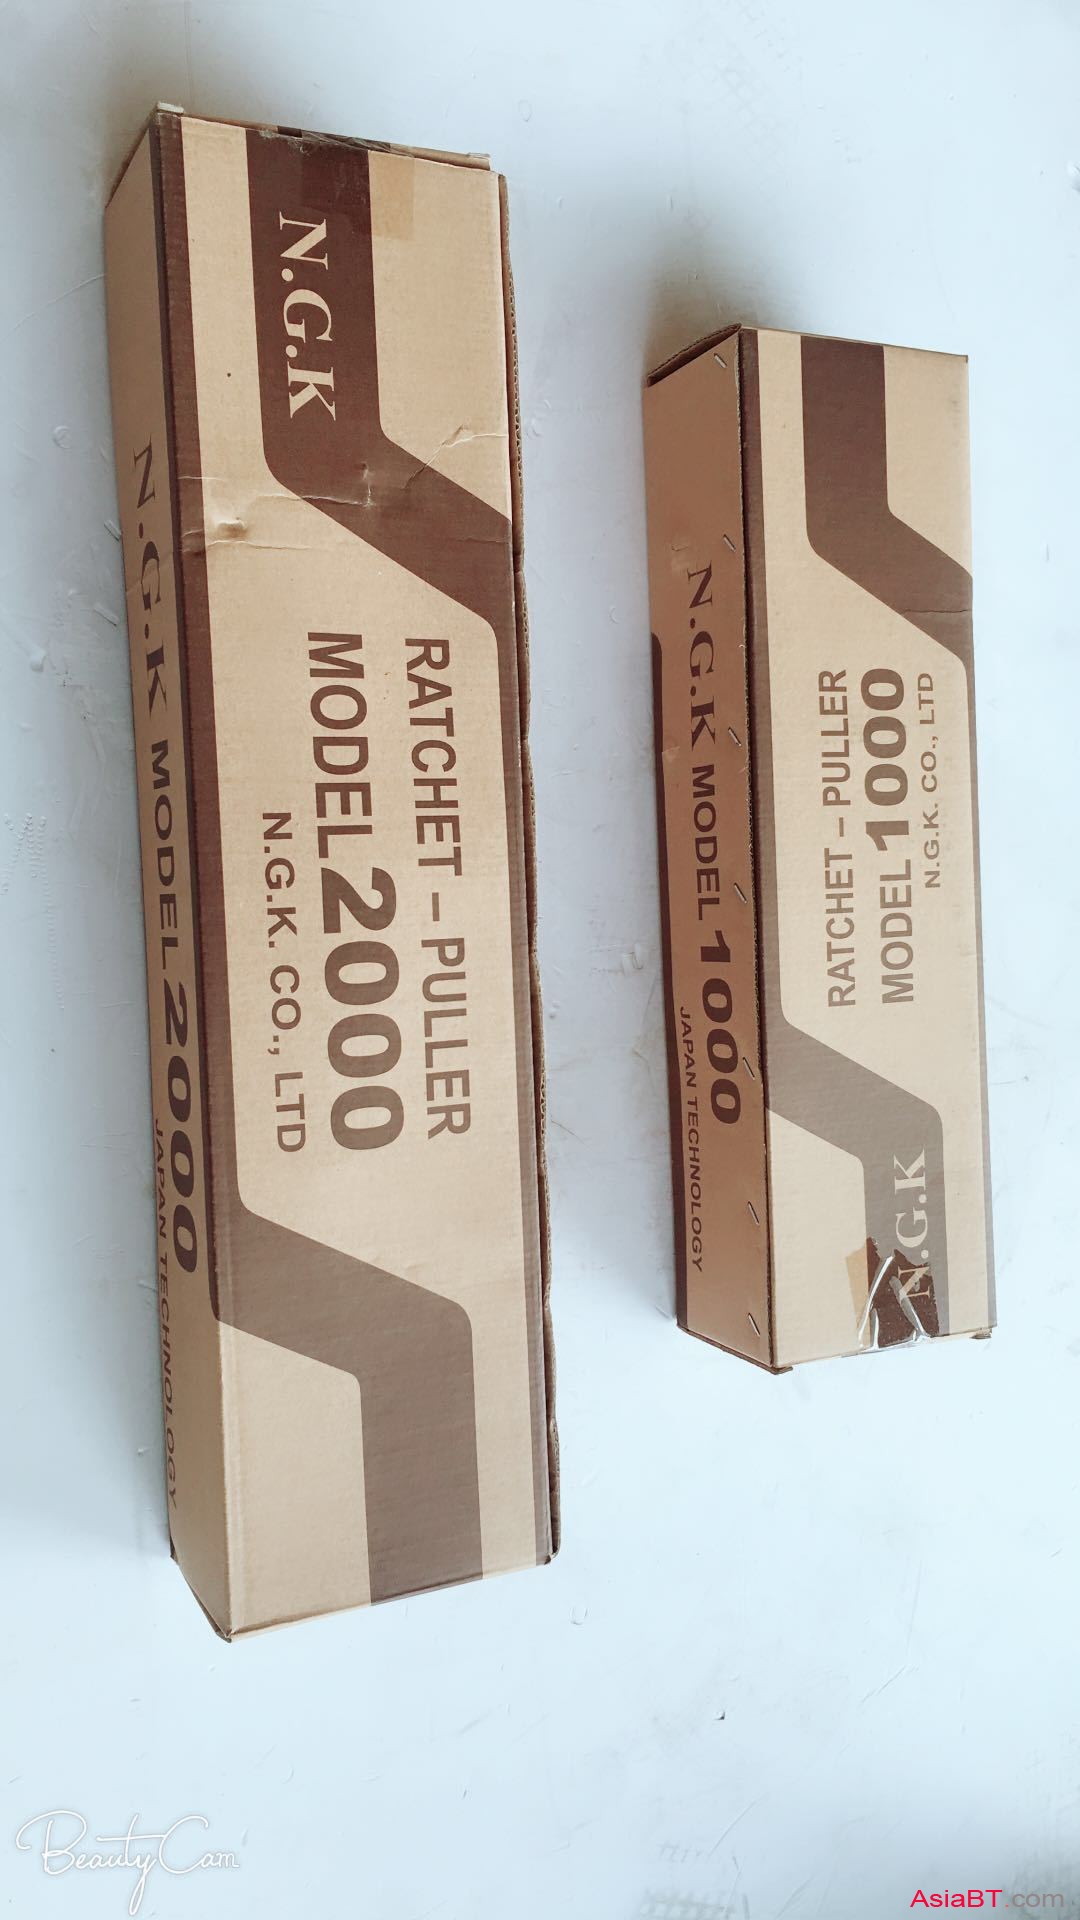 N.G.K
RATCHET – PULLER
MODEL 2000
N.G.K. CO., LTD
N.G.K MODEL 2000
JAPAN TECHNOLOGY
RATCHET – PULLER
MODEL 1000
N.G.K. CO., LTD
N.G.K
N.G.K MODEL 1000
JAPAN TECHNOLOGY
BeautyCam
AsiaBT.com